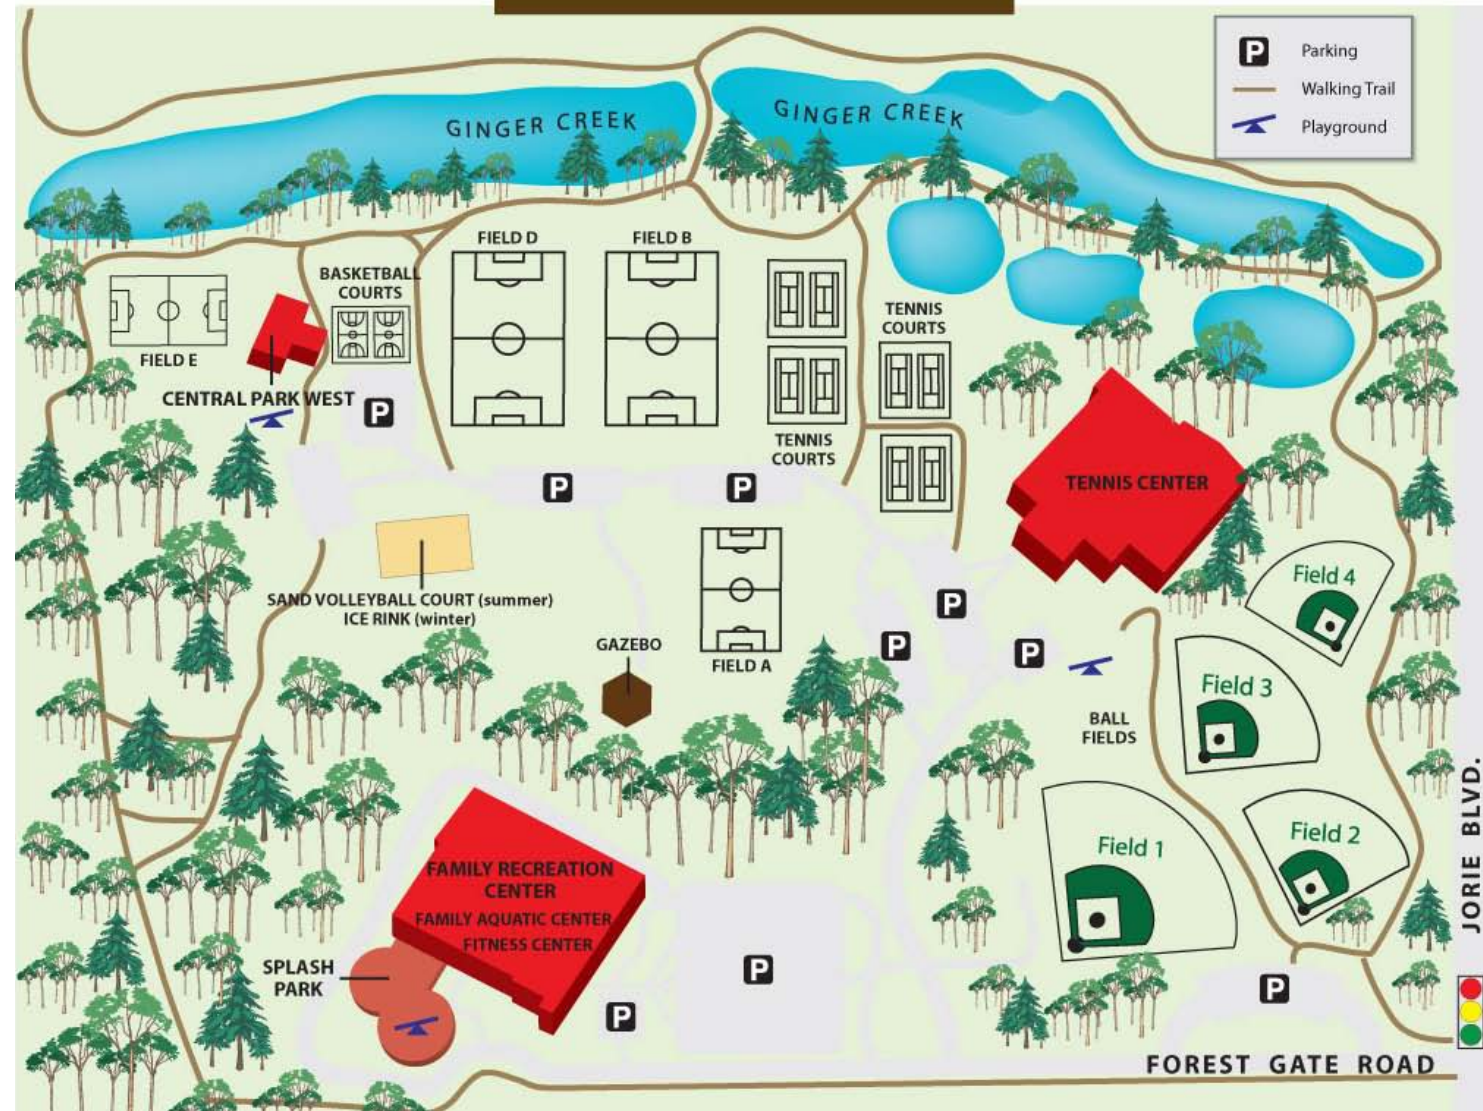 P Parking
Walking Trail
Playground
GINGER CREEK
GINGER CREEK
FIELD D
FIELD B
BASKETBALL
COURTS
FIELD E
TENNIS
COURTS
CENTRAL PARK WEST
P
TENNIS
COURTS
P
P
TENNIS CENTER
SAND VOLLEYBALL COURT (summer)
ICE RINK (winter)
GAZEBO
FIELD A
P
P
P
Field 4
Field 3
BALL
FIELDS
Field 2
Field 1
JORIE BLVD.
FAMILY RECREATION
CENTER
FAMILY AQUATIC CENTER
FITNESS CENTER
SPLASH
PARK
P
P
P
FOREST GATE ROAD